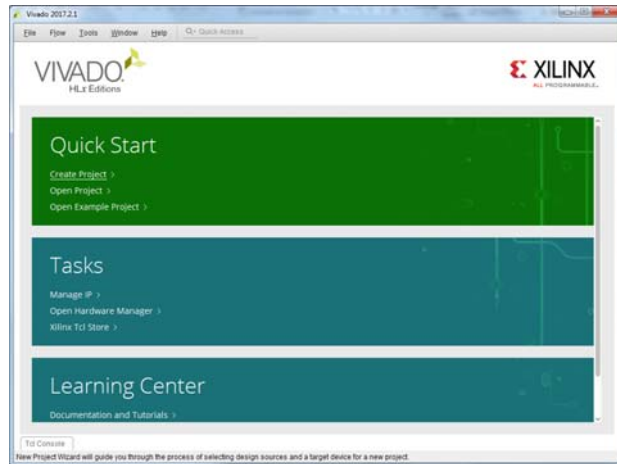 Vivado 2017.2.1
File Flow Tools Window Help Q- Quick Access
VIVADO.
HLx Editions
XILINX
ALL PROGRAMMABLE.
Quick Start
Create Project >
Open Project >
Open Example Project >
Tasks
Manage IP >
Open Hardware Manager >
Xilinx Tcl Store >
Learning Center
Documentation and Tutorials >
Tcl Console
New Project Wizard will guide you through the process of selecting design sources and a target device for a new project.